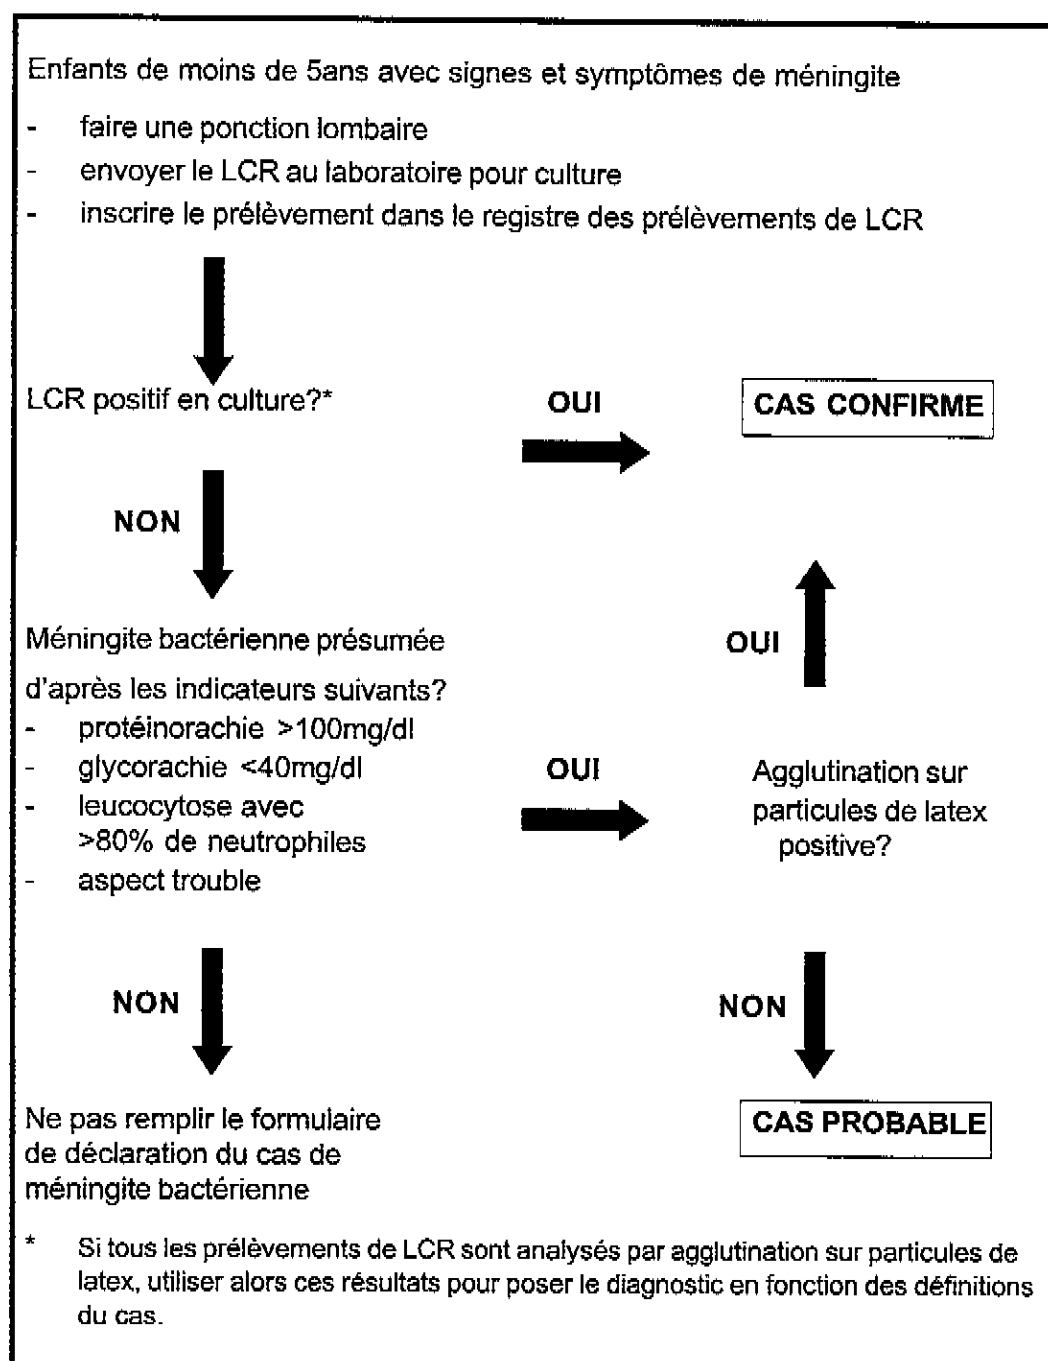 Enfants de moins de 5ans avec signes et symptômes de méningite
- faire une ponction lombaire
- envoyer le LCR au laboratoire pour culture
- inscrire le prélèvement dans le registre des prélèvements de LCR
LCR positif en culture?*
OUI
CAS CONFIRME
NON
Méningite bactérienne présumée
d'après les indicateurs suivants?
- protéinorachie >100mg/dl
- glycorachie <40mg/dl
- leucocytose avec
>80% de neutrophiles
- aspect trouble
OUI
OUI
Agglutination sur
particules de latex
positive?
NON
NON
Ne pas remplir le formulaire
de déclaration du cas de
méningite bactérienne
CAS PROBABLE
* Si tous les prélèvements de LCR sont analysés par agglutination sur particules de
latex, utiliser alors ces résultats pour poser le diagnostic en fonction des définitions
du cas.